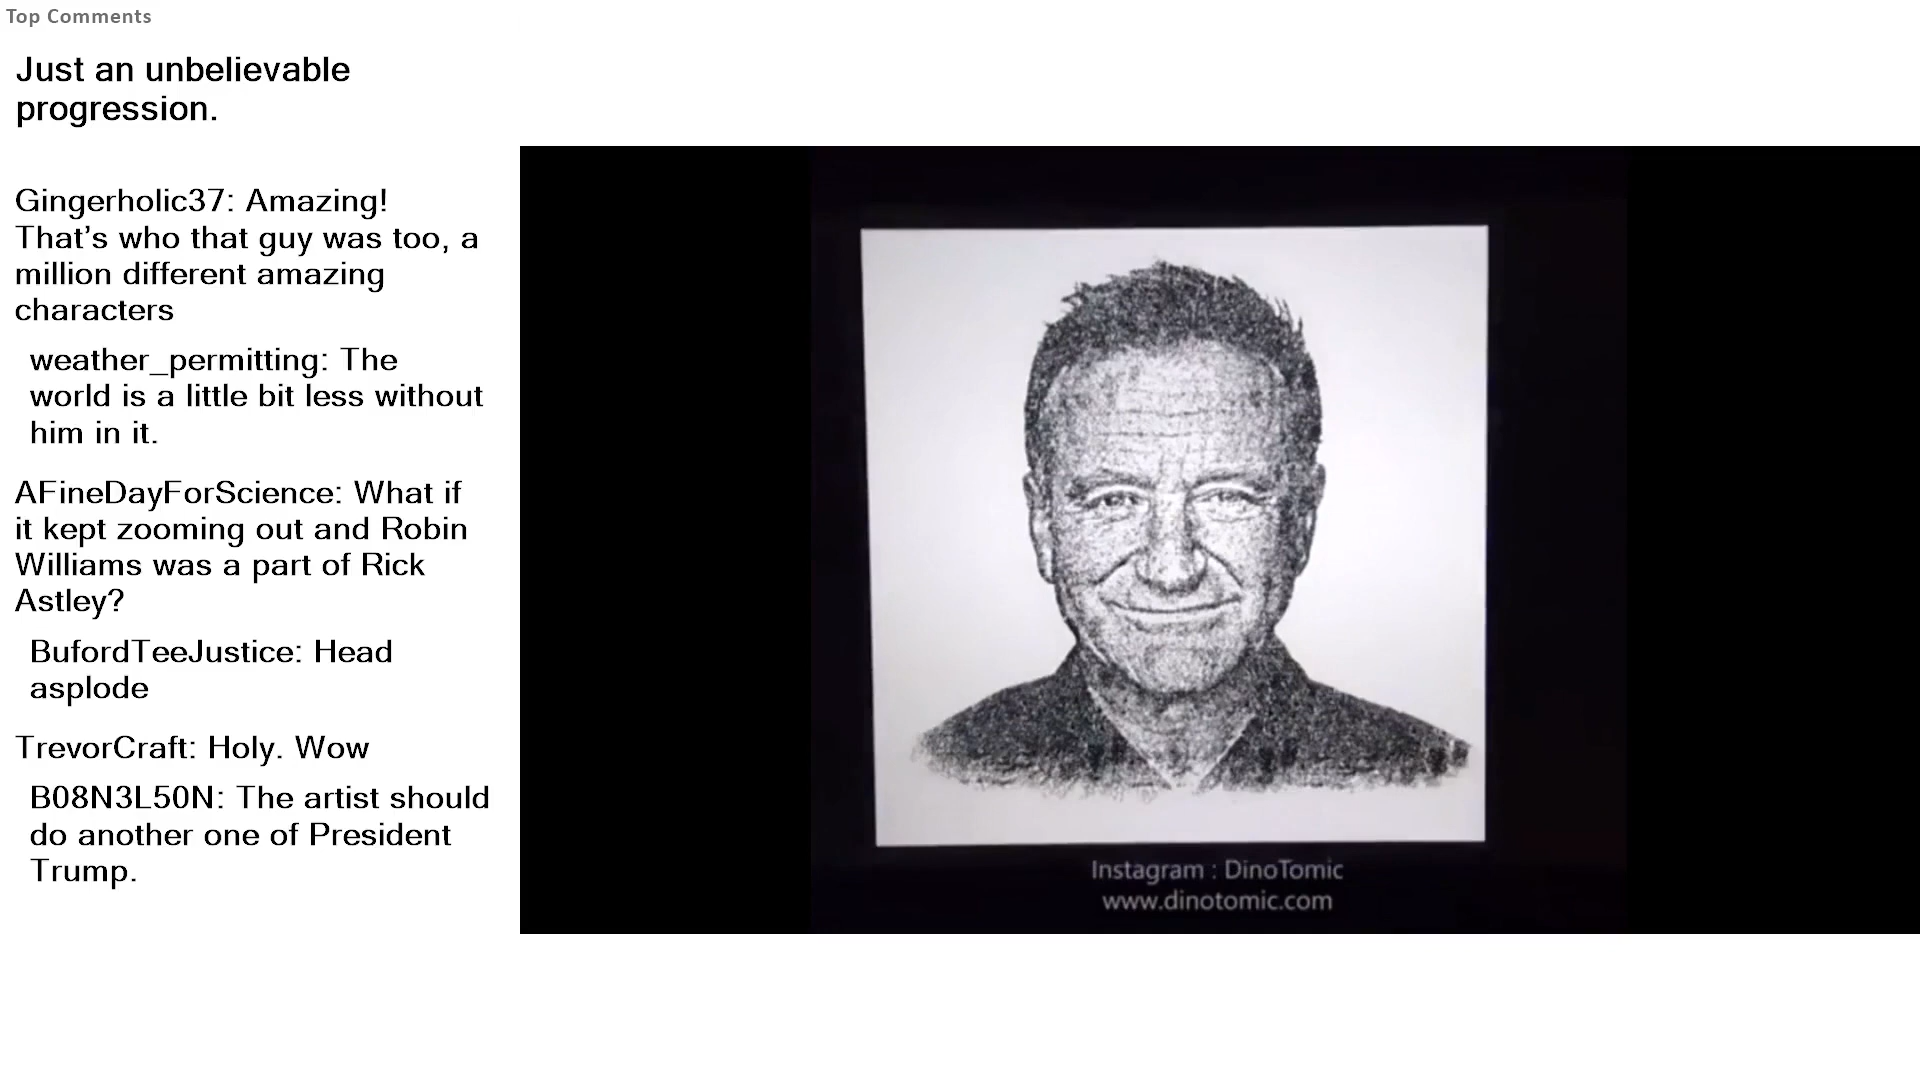 Top Comments
Just an unbelievable
progression.
Gingerholic37: Amazing!
That's who that guy was too, a
million different amazing
characters
weather_permitting: The
world is a little bit less without
him in it.
AFineDayForScience: What if
it kept zooming out and Robin
Williams was a part of Rick
Astley?
BufordTeeJustice: Head
asplode
TrevorCraft: Holy. Wow
B08N3L50N: The artist should
do another one of President
Trump.
Instagram : DinoTomic
www.dinotomic.com